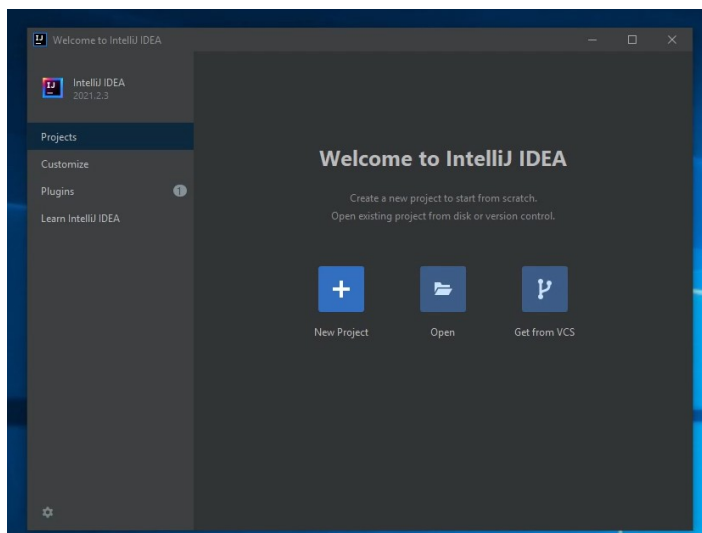 Welcome to IntelliJ IDEA
IntelliJ IDEA
2021.2.3
Projects
Customize
Plugins 1
Learn IntelliJ IDEA
Welcome to IntelliJ IDEA
Create a new project to start from scratch.
Open existing project from disk or version control.
New Project Open Get from VCS